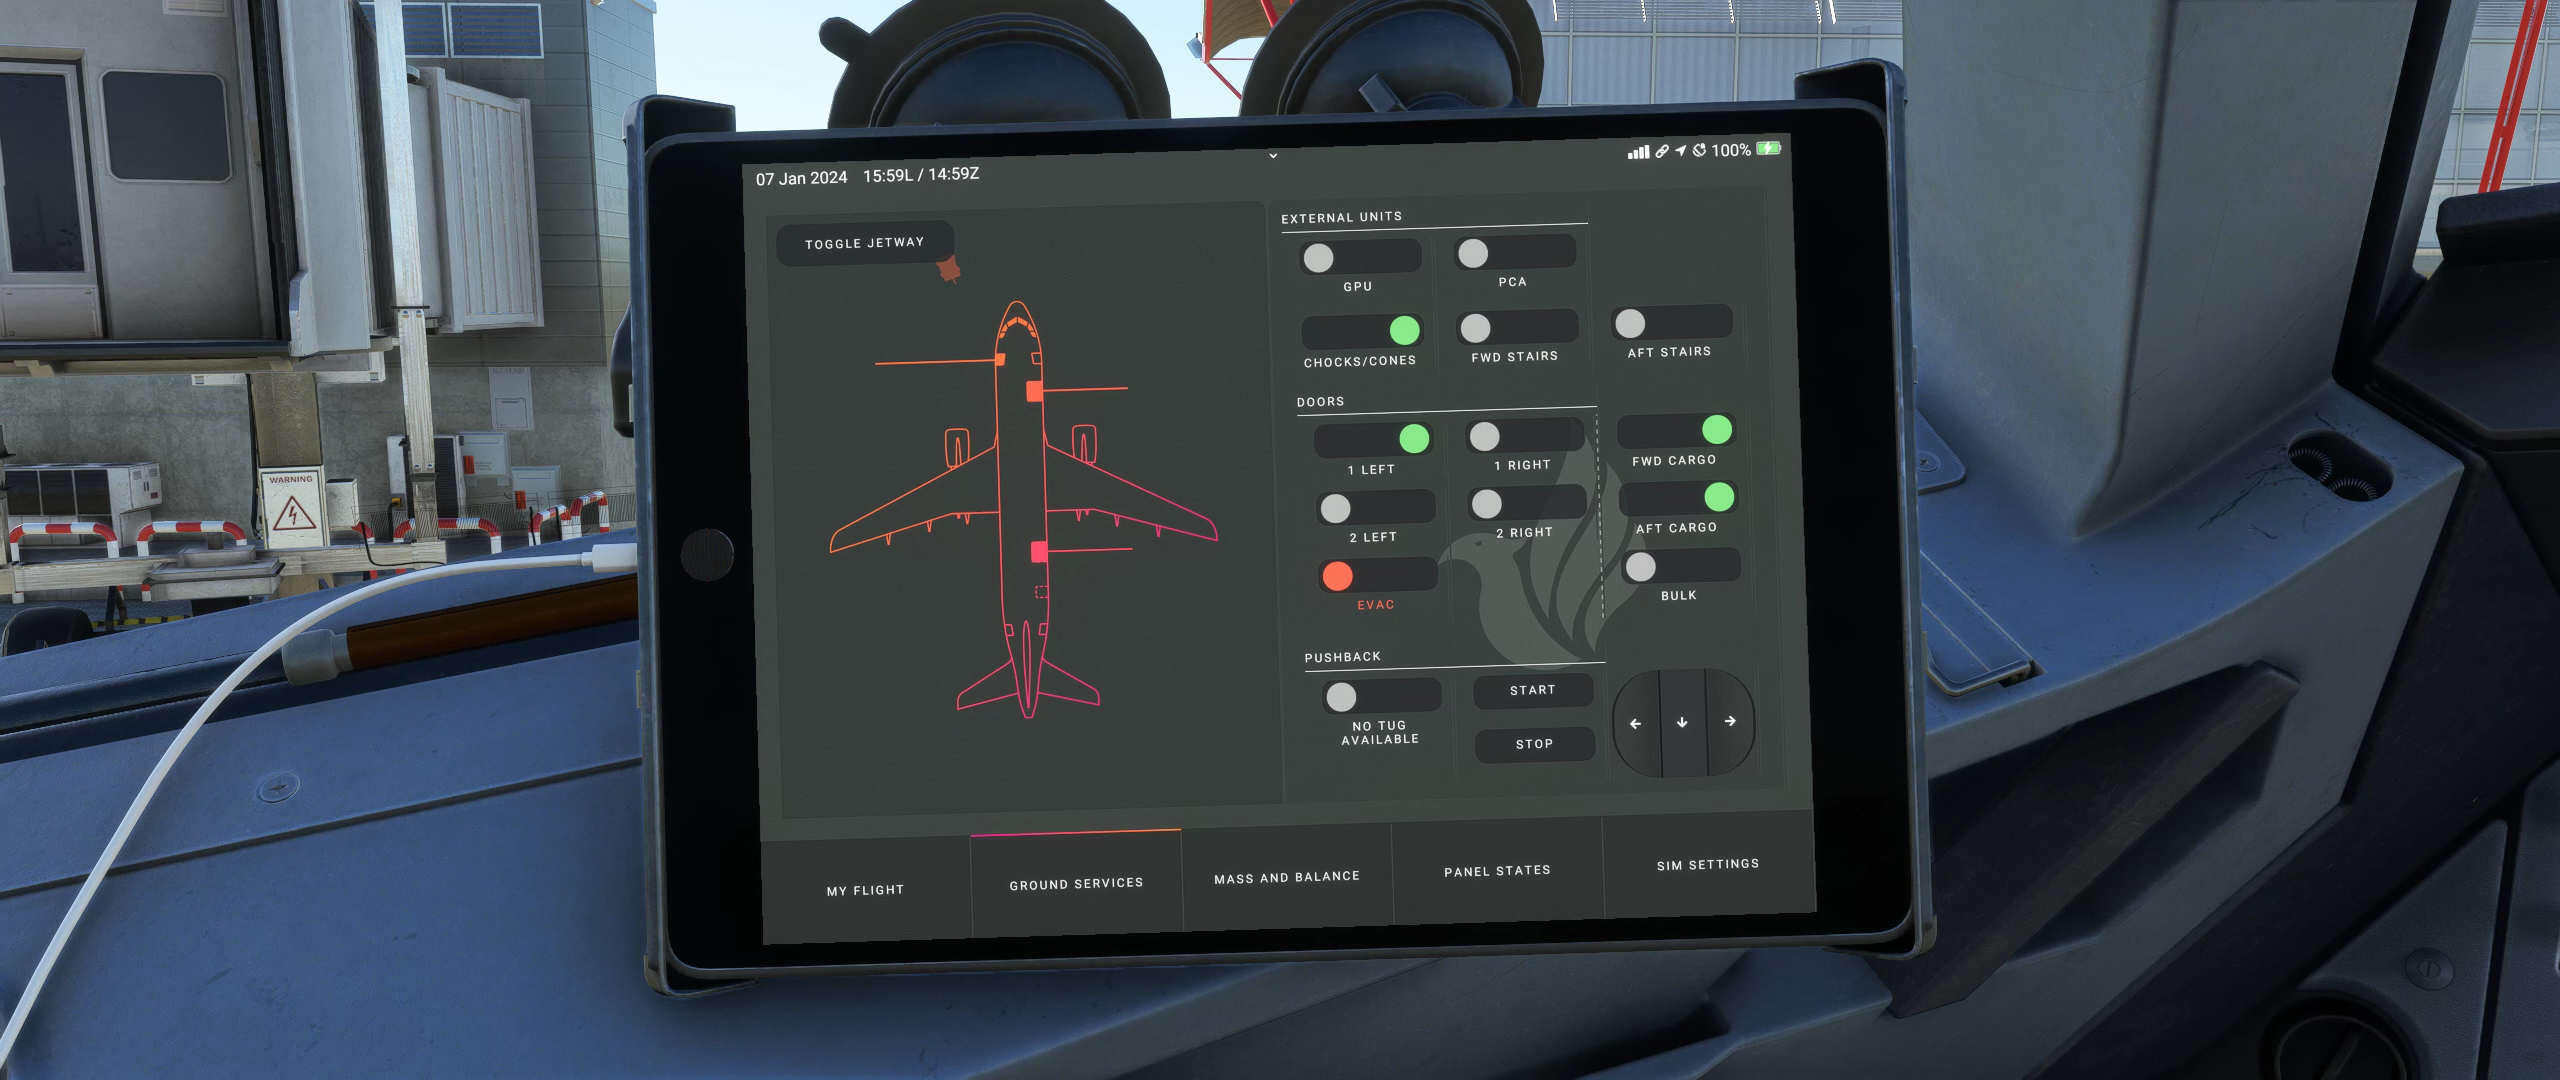 07 Jan 2024 15:59L / 14:59Z
100%
TOGGLE JETWAY
EXTERNAL UNITS
GPU
PCA
CHOCKS/CONES
FWD STAIRS
AFT STAIRS
DOORS
1 LEFT
1 RIGHT
FWD CARGO
2 LEFT
2 RIGHT
AFT CARGO
EVAC
BULK
PUSHBACK
NO TUG
AVAILABLE
START
STOP
MY FLIGHT
GROUND SERVICES
MASS AND BALANCE
PANEL STATES
SIM SETTINGS
WARNING